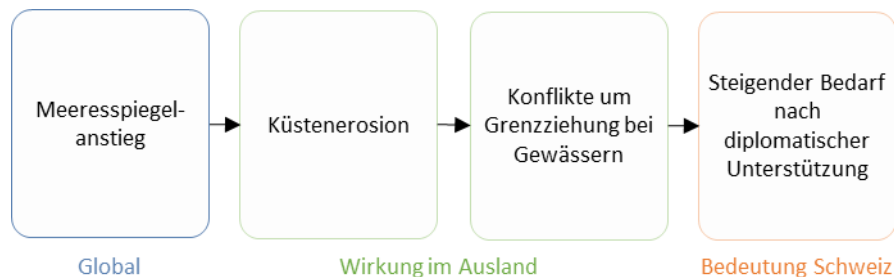 Meeresspiegel-
anstieg
Küstenerosion
Konflikte um
Grenzziehung bei
Gewässern
Steigender Bedarf
nach
diplomatischer
Unterstützung
Global
Wirkung im Ausland
Bedeutung Schweiz